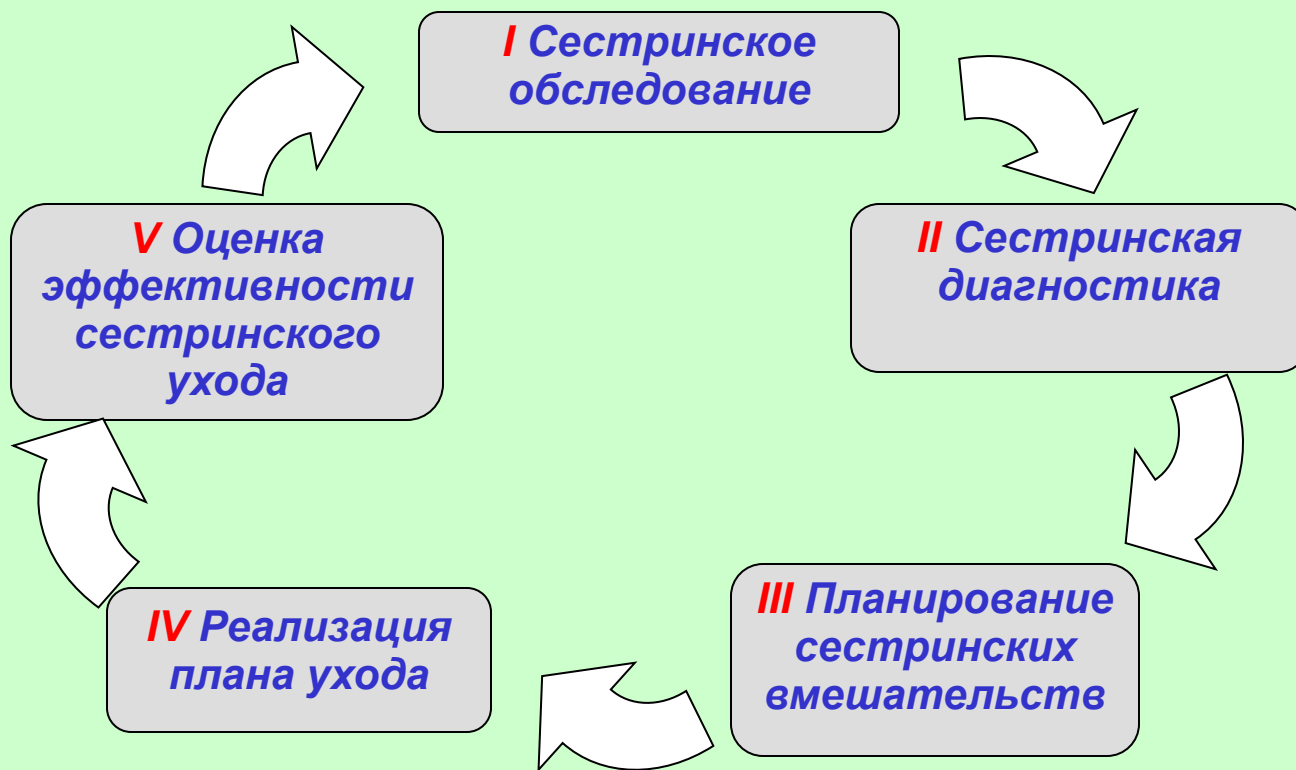 I Сестринское
обследование
II Сестринская
диагностика
III Планирование
сестринских
вмешательств
IV Реализация
плана ухода
V Оценка
эффективности
сестринского
ухода